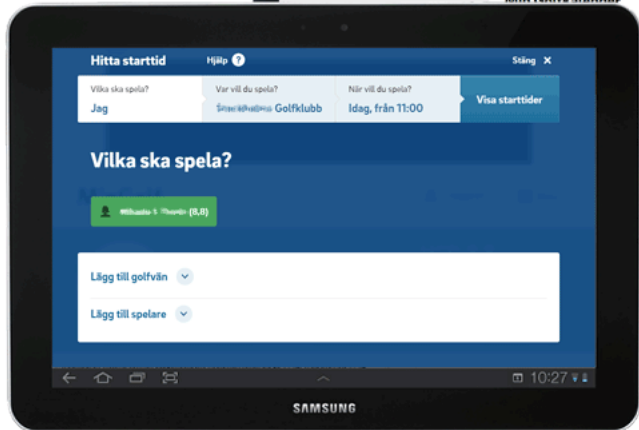 Hitta starttid Hjälp ? Stäng X
Vilka ska spela? Var vill du spela? När vill du spela?
Jag Golfklubb Idag, från 11:00 Visa starttider
Vilka ska spela?
(8,8)
Lägg till golfvän
Lägg till spelare
10:27
SAMSUNG